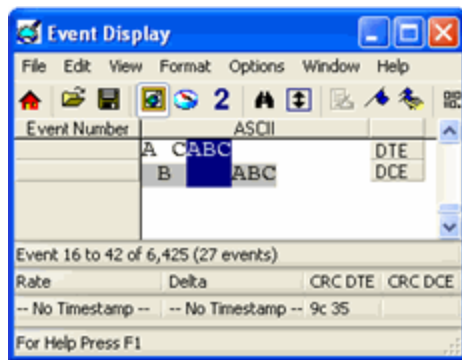 Event Display
File Edit View Format Options Window Help
2
Event Number ASCII
A CABC DTE
B ABC DCE
Event 16 to 42 of 6,425 (27 events)
Rate Delta CRC DTE CRC DCE
-- No Timestamp -- -- No Timestamp -- 9c 35
For Help Press F1